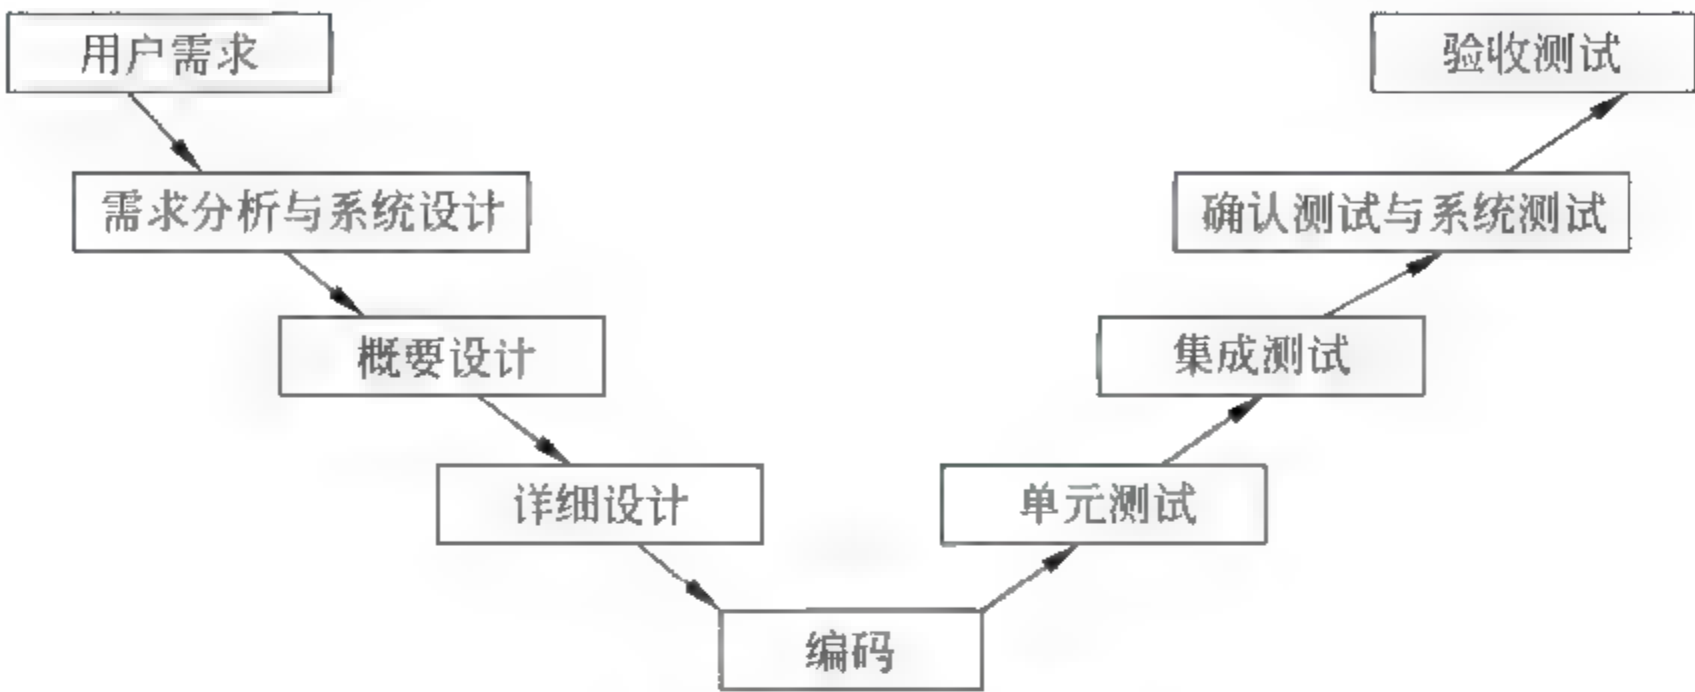 用户需求
验收测试
需求分析与系统设计
确认测试与系统测试
概要设计
集成测试
详细设计
单元测试
编码